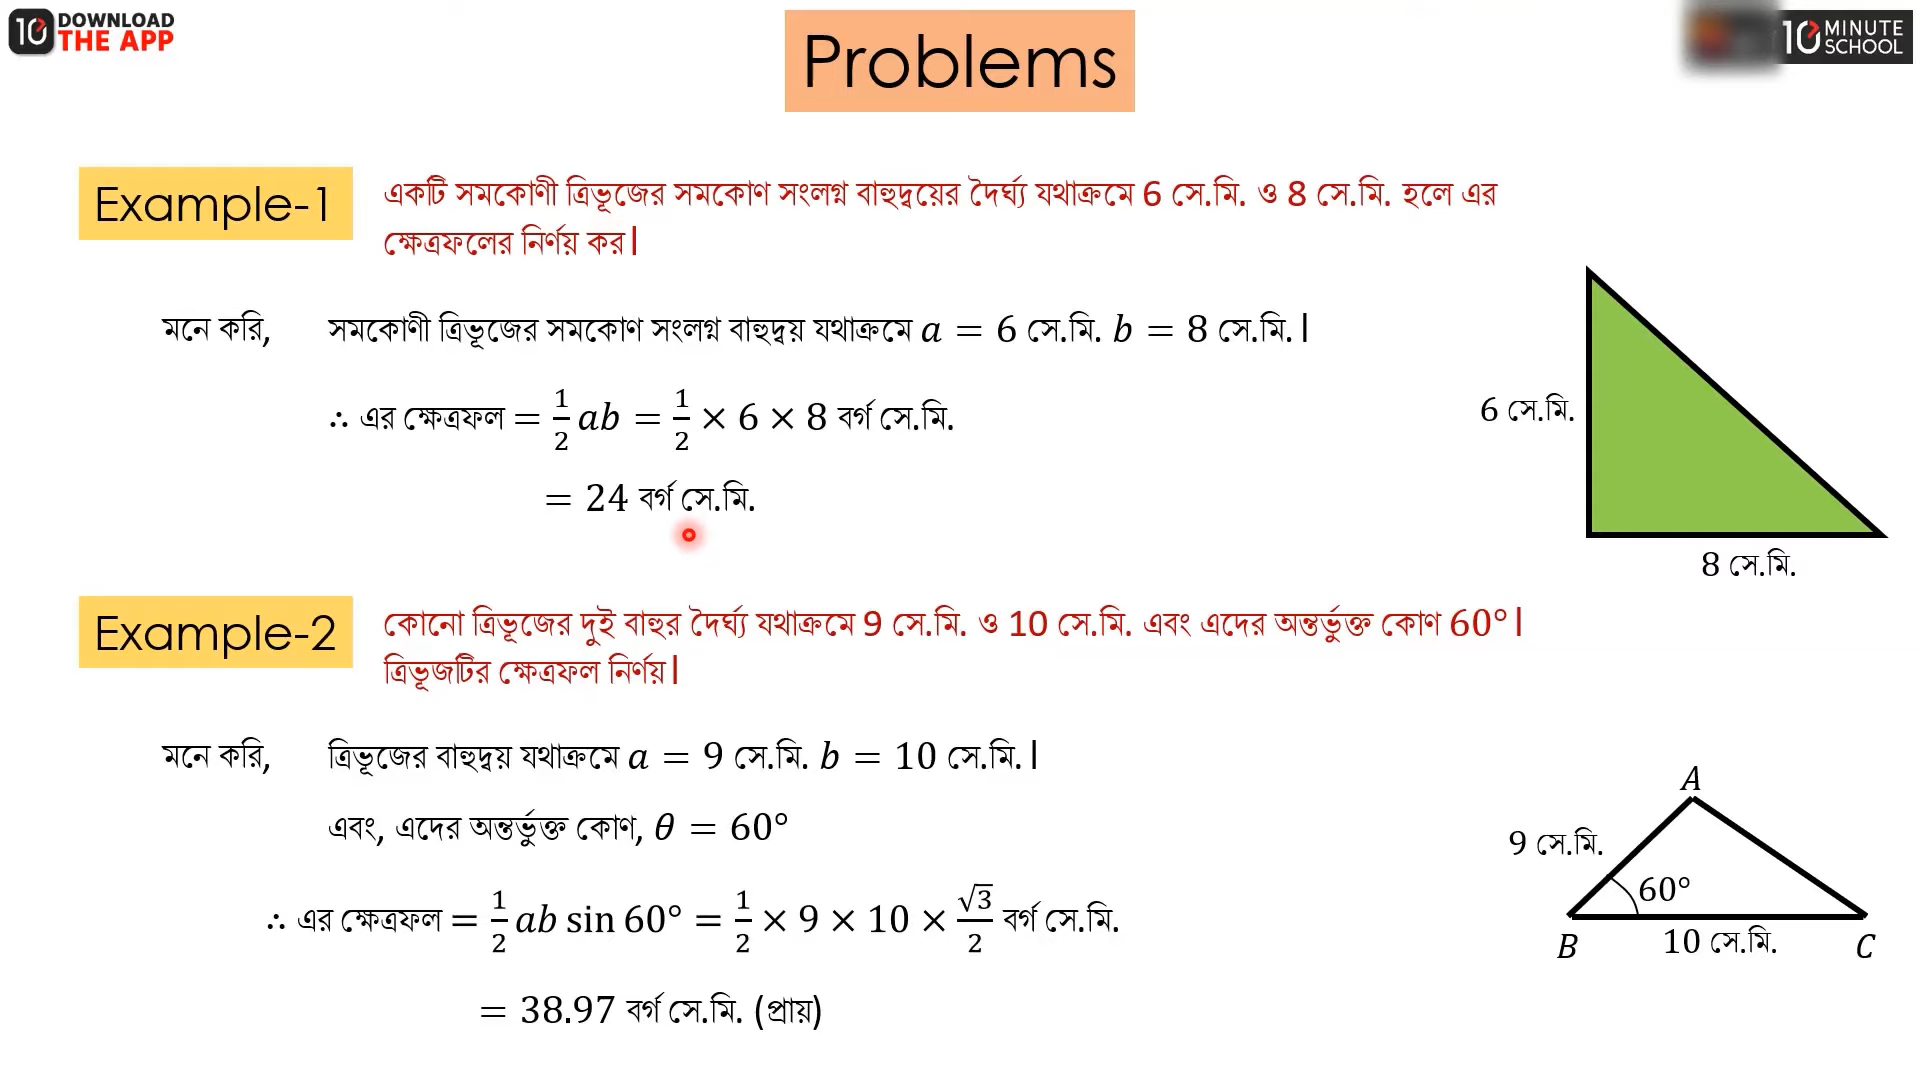 DOWNLOAD
THE APP
Problems
10 MINUTE
SCHOOL
Example-1
একটি সমকোণী ত্রিভূজের সমকোণ সংলগ্ন বাহুদ্বয়ের দৈর্ঘ্য যথাক্রমে 6 সে.মি. ও 8 সে.মি. হলে এর
ক্ষেত্রফলের নির্ণয় কর।
মনে করি, সমকোণী ত্রিভূজের সমকোণ সংলগ্ন বাহুদ্বয় যথাক্রমে a = 6 সে.মি. b = 8 সে.মি.।
∴ এর ক্ষেত্রফল = 1/2 ab = 1/2 × 6 × 8 বর্গ সে.মি.
= 24 বর্গ সে.মি.
6 সে.মি.
8 সে.মি.
Example-2
কোনো ত্রিভূজের দুই বাহুর দৈর্ঘ্য যথাক্রমে 9 সে.মি. ও 10 সে.মি. এবং এদের অন্তর্ভুক্ত কোণ 60°।
ত্রিভূজটির ক্ষেত্রফল নির্ণয়।
মনে করি, ত্রিভূজের বাহুদ্বয় যথাক্রমে a = 9 সে.মি. b = 10 সে.মি.।
এবং, এদের অন্তর্ভুক্ত কোণ, θ = 60°
∴ এর ক্ষেত্রফল = 1/2 ab sin 60° = 1/2 × 9 × 10 × √3/2 বর্গ সে.মি.
= 38.97 বর্গ সে.মি. (প্রায়)
A
9 সে.মি.
60°
B 10 সে.মি. C